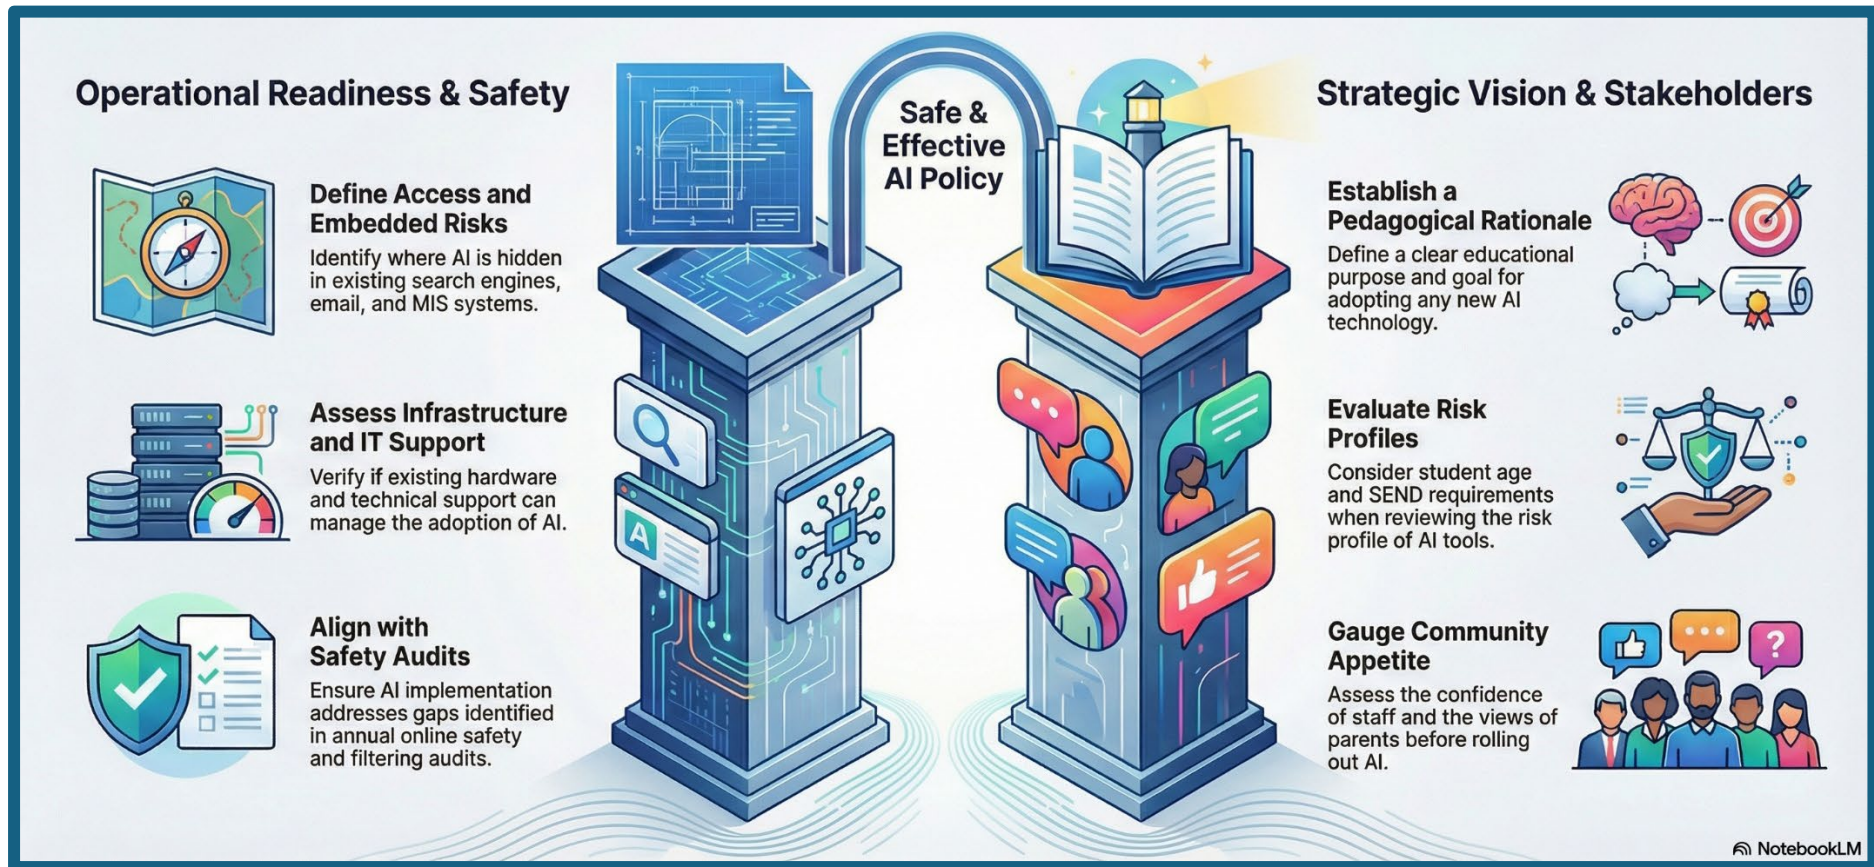 Operational Readiness & Safety
Define Access and
Embedded Risks
Identify where AI is hidden
in existing search engines,
email, and MIS systems.
Assess Infrastructure
and IT Support
Verify if existing hardware
and technical support can
manage the adoption of AI.
Align with
Safety Audits
Ensure AI implementation
addresses gaps identified
in annual online safety
and filtering audits.
Safe &
Effective
AI Policy
A
Strategic Vision & Stakeholders
Establish a
Pedagogical Rationale
Define a clear educational
purpose and goal for
adopting any new AI
technology.
Evaluate Risk
Profiles
Consider student age
and SEND requirements
when reviewing the risk
profile of AI tools.
Gauge Community
Appetite
Assess the confidence
of staff and the views of
parents before rolling
out AI.
?
NotebookLM